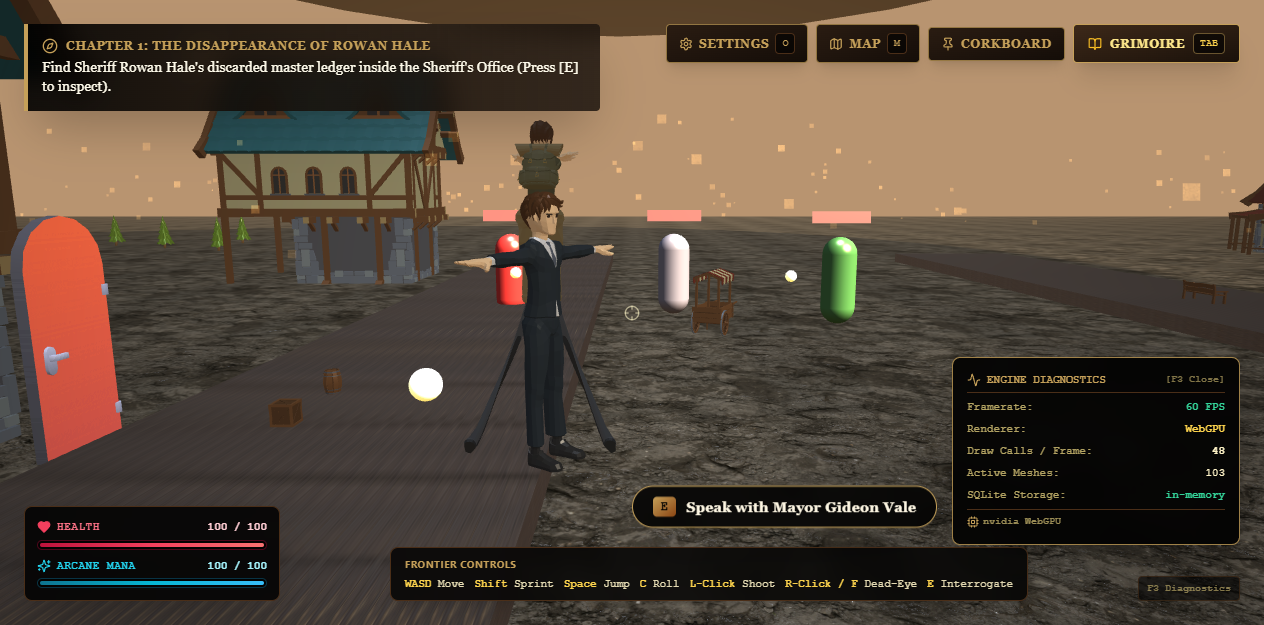 CHAPTER 1: THE DISAPPEARANCE OF ROWAN HALE
Find Sheriff Rowan Hale's discarded master ledger inside the Sheriff's Office (Press [E]
to inspect).
SETTINGS O
MAP M
CORKBOARD
GRIMOIRE TAB
ENGINE DIAGNOSTICS [F3 Close]
Framerate: 60 FPS
Renderer: WebGPU
Draw Calls / Frame: 48
Active Meshes: 103
SQLite Storage: in-memory
nvidia WebGPU
E Speak with Mayor Gideon Vale
HEALTH 100 / 100
ARCANE MANA 100 / 100
FRONTIER CONTROLS
WASD Move Shift Sprint Space Jump C Roll L-Click Shoot R-Click / F Dead-Eye E Interrogate
F3 Diagnostics